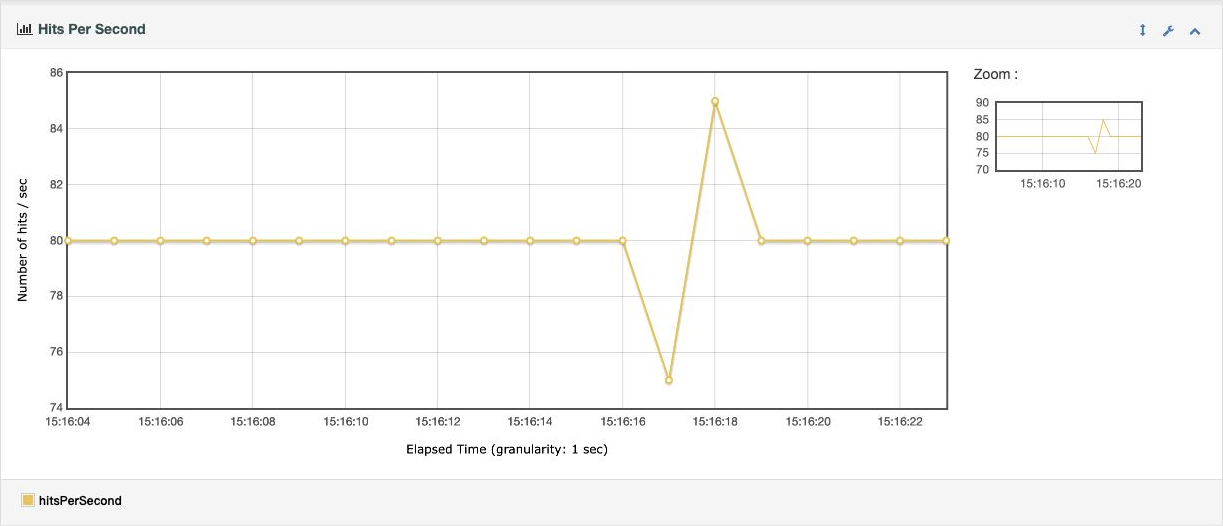 Hits Per Second
Zoom :
86
84
82
80
78
76
74
Number of hits / sec
15:16:04 15:16:06 15:16:08 15:16:10 15:16:12 15:16:14 15:16:16 15:16:18 15:16:20 15:16:22
Elapsed Time (granularity: 1 sec)
90
85
80
75
70
15:16:10 15:16:20
hitsPerSecond